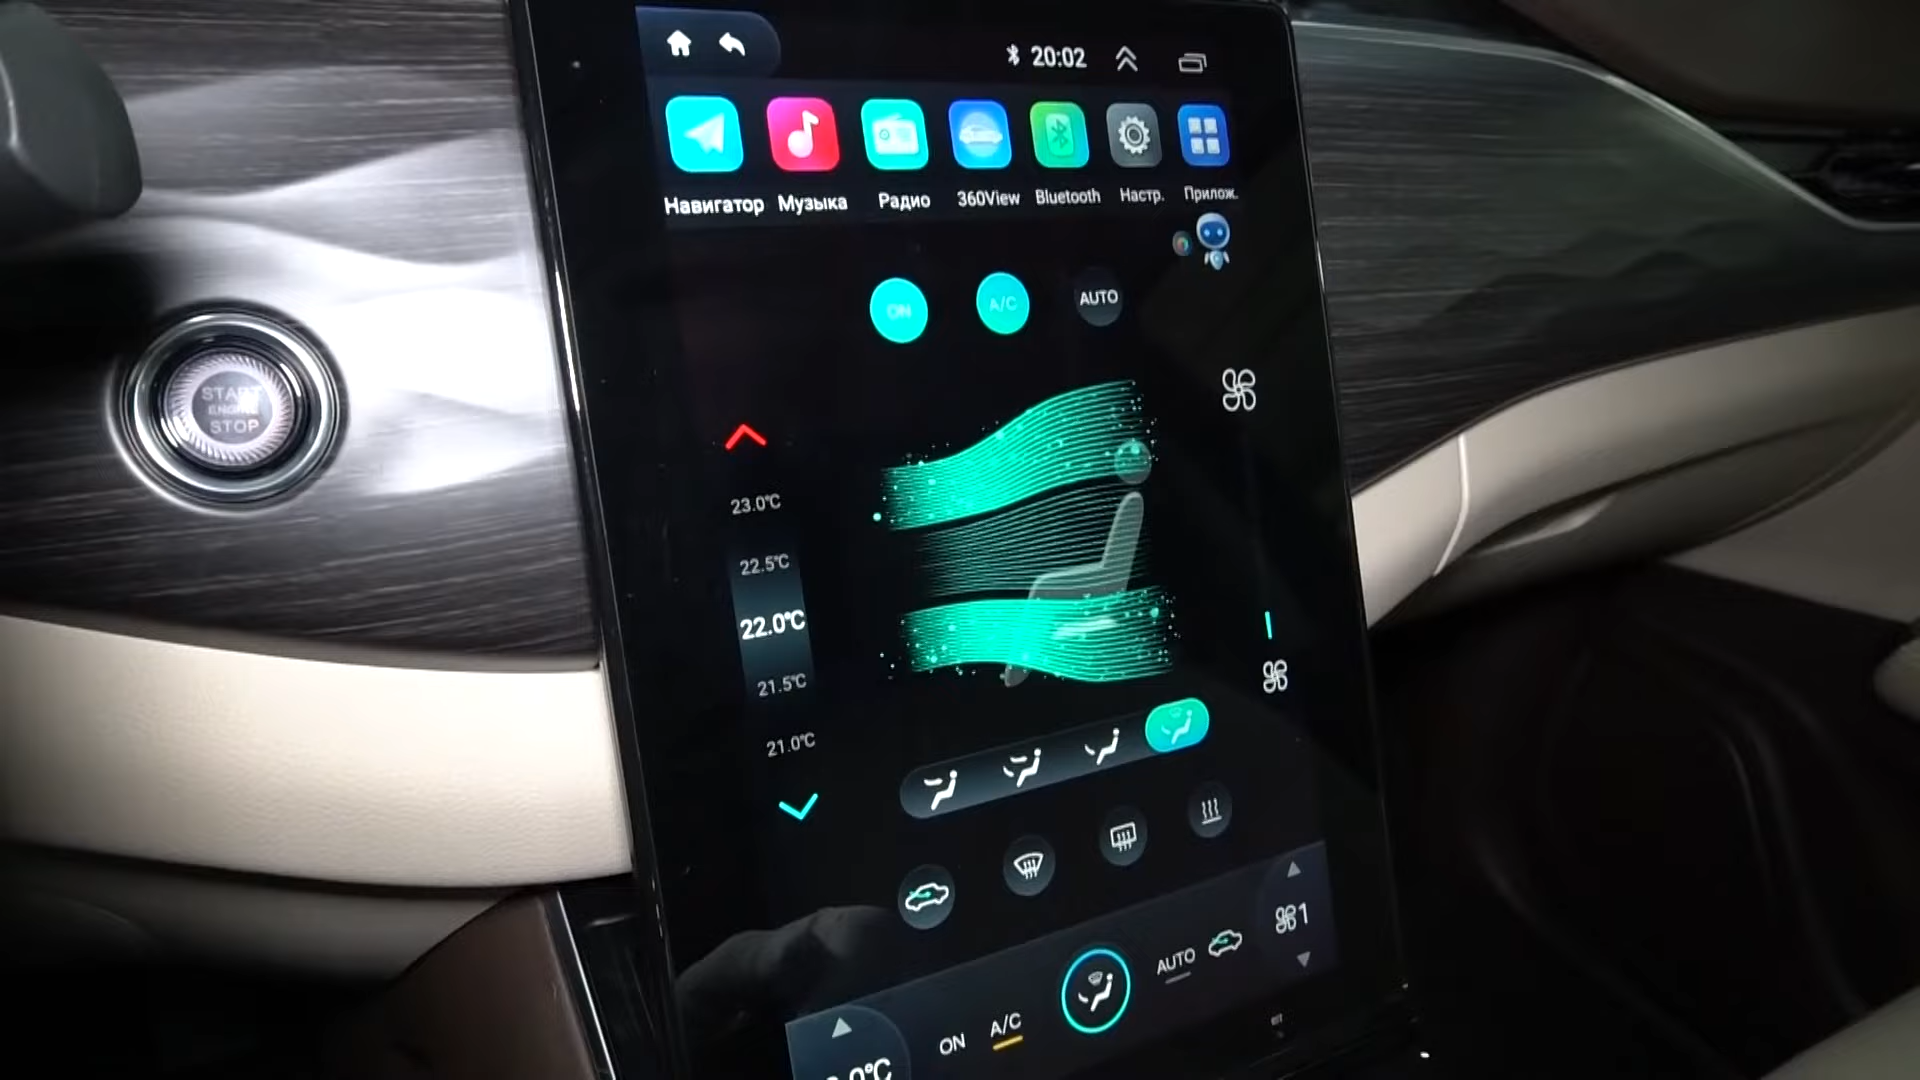 20:02
Навигатор Музыка Радио 360View Bluetooth Настр. Прилож.
ON A/C AUTO
START
ENGINE
STOP
23.0℃
22.5℃
22.0℃
21.5℃
21.0℃
ON A/C AUTO 1
.0℃